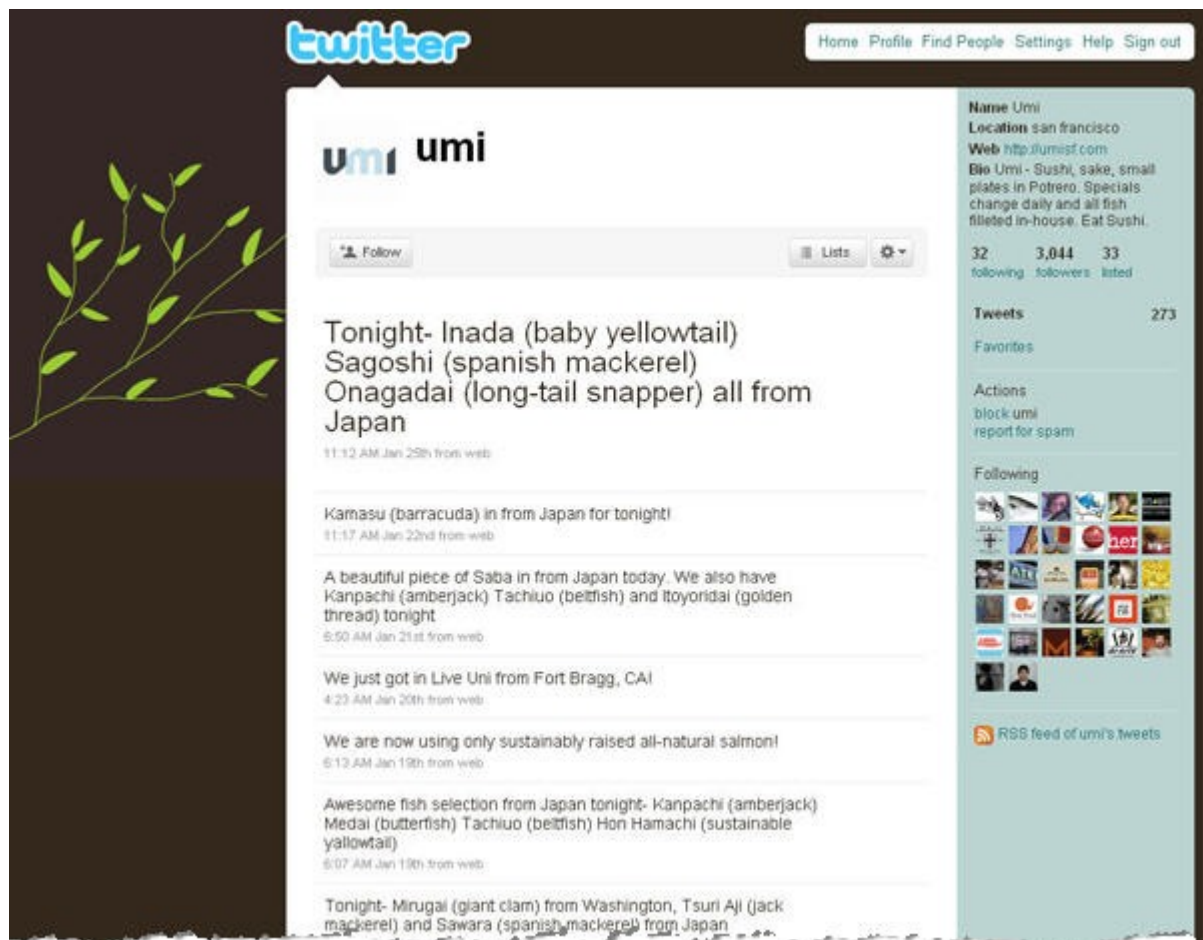 twitter
Home Profile Find People Settings Help Sign out
umi umi
Follow
Lists
Tonight- Inada (baby yellowtail)
Sagoshi (spanish mackerel)
Onagadai (long-tail snapper) all from
Japan
11:12 AM Jan 25th from web
Kamasu (barracuda) in from Japan for tonight!
11:17 AM Jan 22nd from web
A beautiful piece of Saba in from Japan today. We also have
Kanpachi (amberjack) Tachiuo (beltfish) and Itoyoridai (golden
thread) tonight
6:50 AM Jan 21st from web
We just got in Live Uni from Fort Bragg, CA!
4:23 AM Jan 20th from web
We are now using only sustainably raised all-natural salmon!
6:13 AM Jan 19th from web
Awesome fish selection from Japan tonight- Kanpachi (amberjack)
Medai (butterfish) Tachiuo (beltfish) Hon Hamachi (sustainable
yallowtail)
6:07 AM Jan 19th from web
Tonight- Mirugai (giant clam) from Washington, Tsuri Aji (jack
mackerel) and Sawara (spanish mackerel) from Japan
Name Umi
Location san francisco
Web http://umisf.com
Bio Umi - Sushi, sake, small
plates in Potrero. Specials
change daily and all fish
filleted in-house. Eat Sushi.
32 3,044 33
following followers listed
Tweets 273
Favorites
Actions
block umi
report for spam
Following
her
ATE
RSS feed of umi's tweets